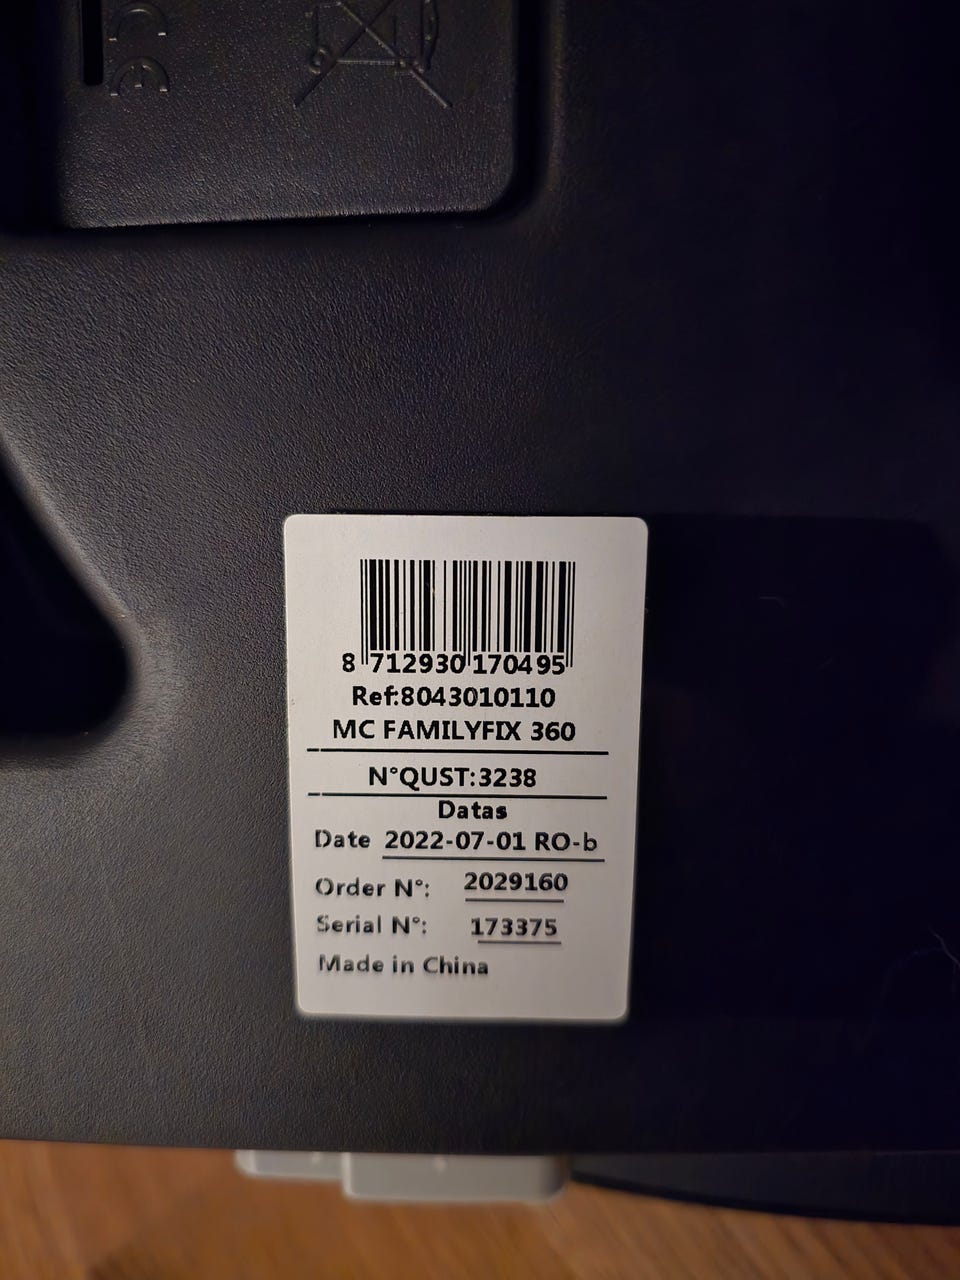 8 712930 170495
Ref:8043010110
MC FAMILYFIX 360
N°QUST:3238
Datas
Date 2022-07-01 RO-b
Order N°: 2029160
Serial N°: 173375
Made in China
CE